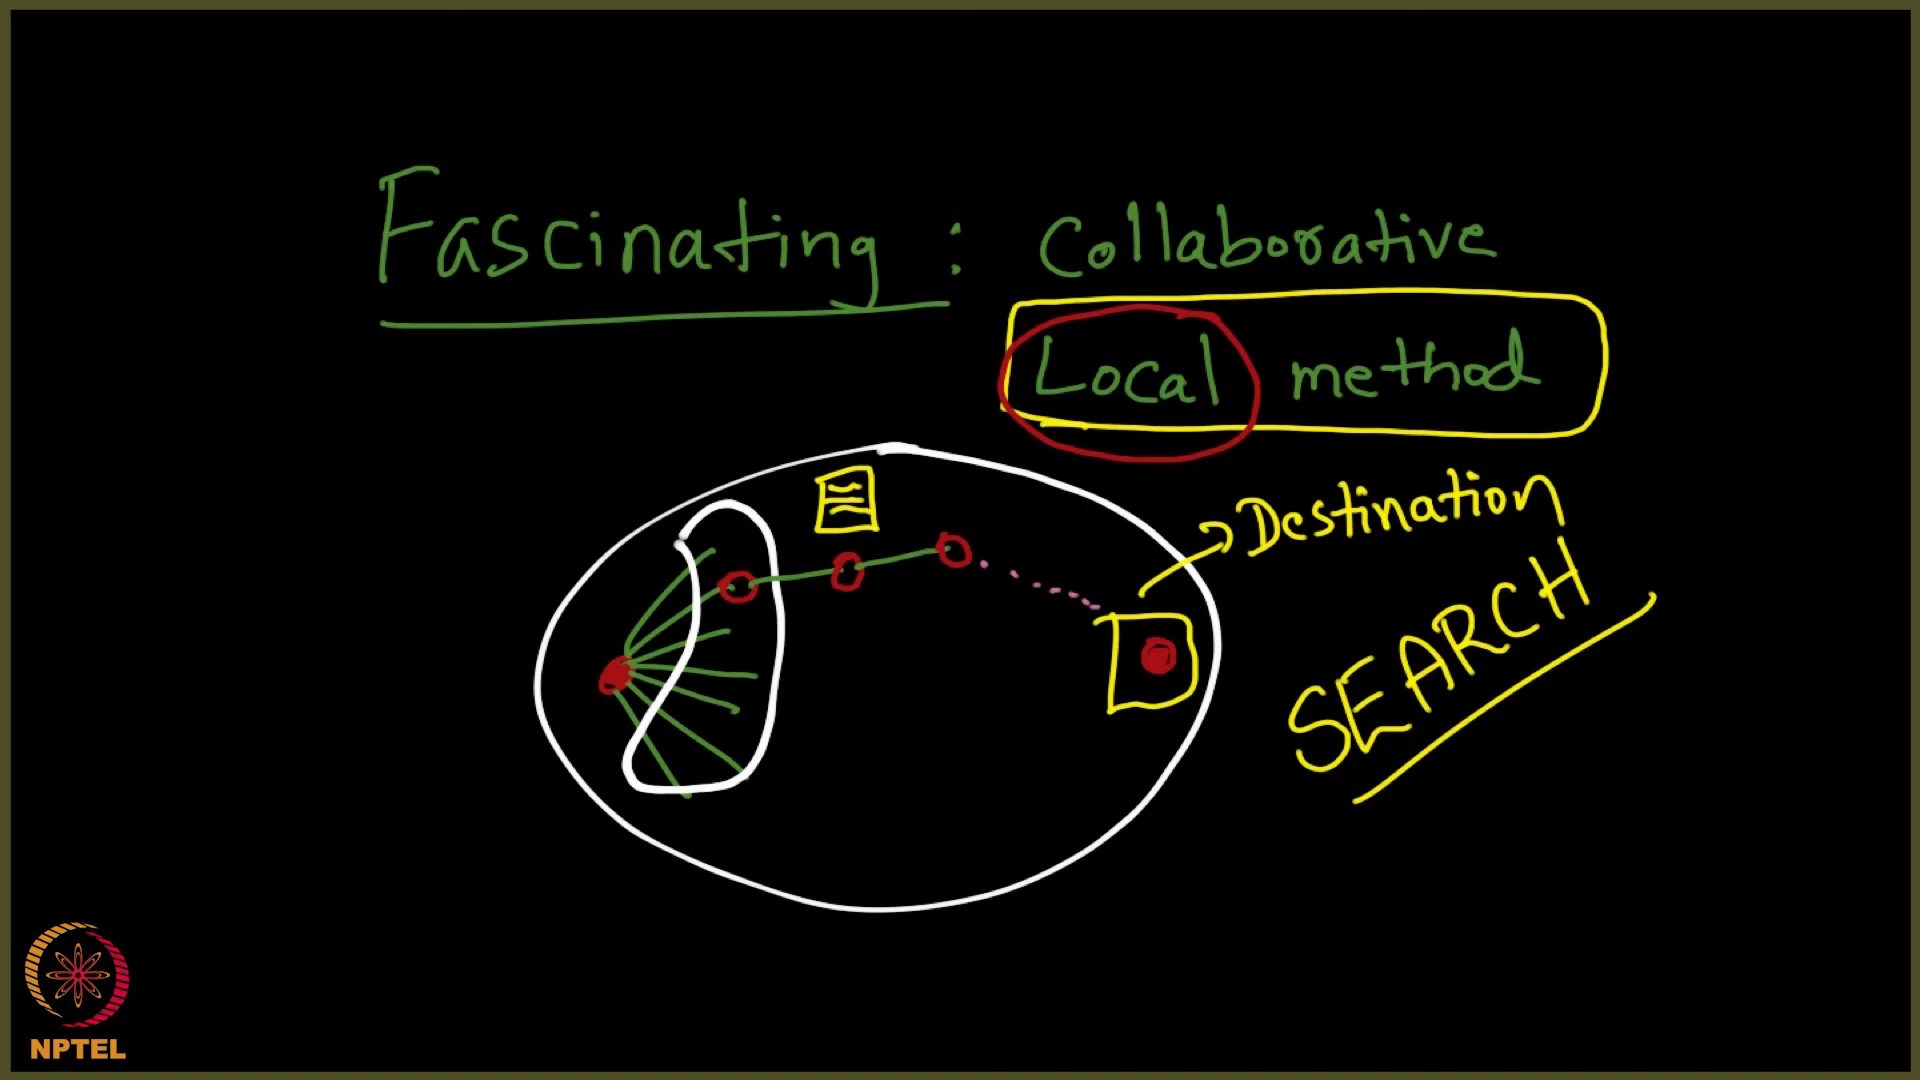 Fascinating : Collaborative
Local method
Destination
SEARCH
NPTEL